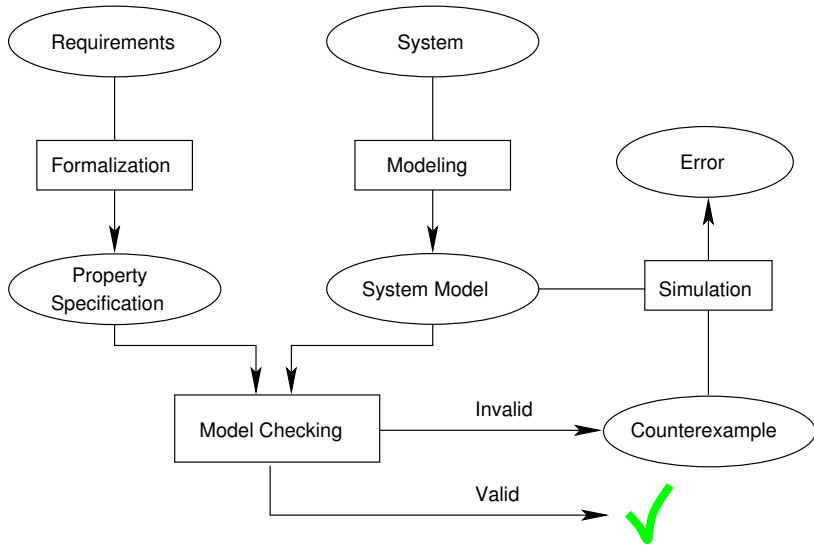 Requirements
System
Formalization
Modeling
Error
Property
Specification
System Model
Simulation
Model Checking
Invalid
Counterexample
Valid